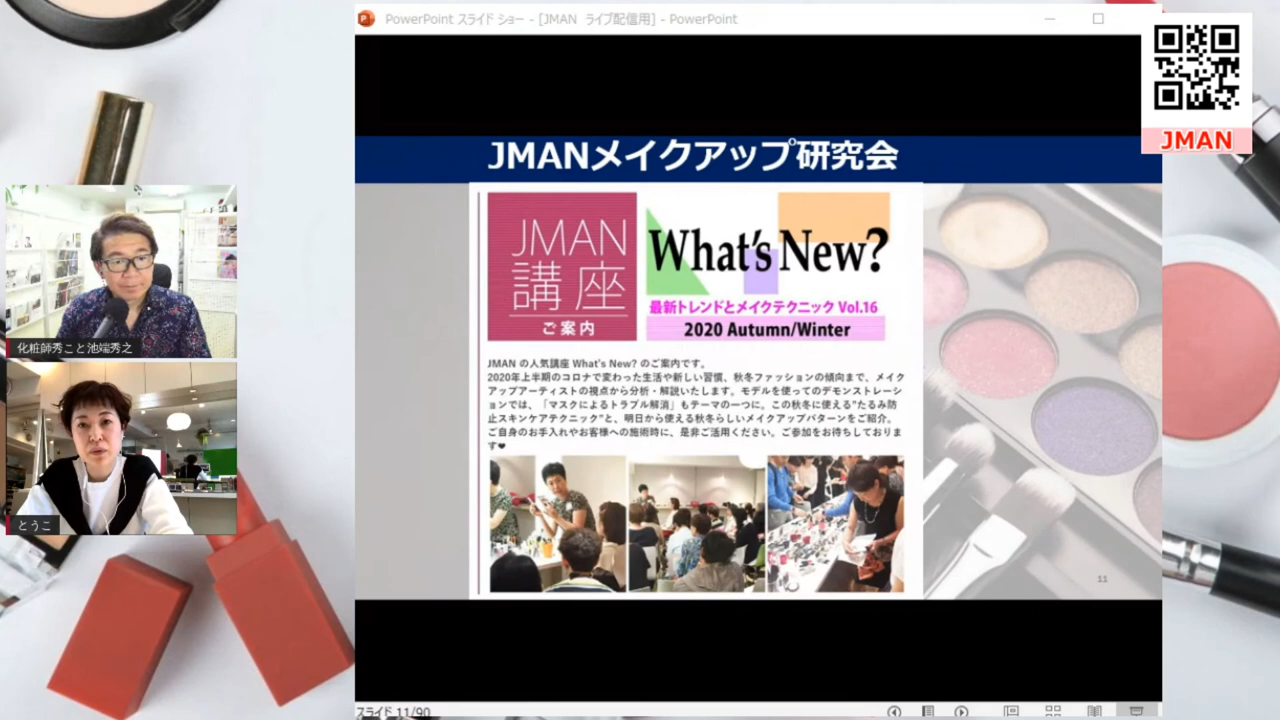 PowerPoint スライド ショー - [JMAN ライブ配信用] - PowerPoint
JMAN
JMANメイクアップ研究会
JMAN
講座
ご案内
What's New?
最新トレンドとメイクテクニック Vol.16
2020 Autumn/Winter
JMAN の人気講座 What's New? のご案内です。
2020年上半期のコロナで変わった生活や新しい習慣、秋冬ファッションの傾向まで、メイク
アップアーティストの視点から分析・解説いたします。モデルを使ってのデモンストレーシ
ョンでは、「マスクによるトラブル解消」もテーマの一つに。この秋冬に使える"たるみ防
止スキンケアテクニック"と、明日から使える秋冬らしいメイクアップパターンをご紹介。
ご自身のお手入れやお客様への施術時に、是非ご活用ください。ご参加をお待ちしておりま
す❤
化粧師秀こと池端秀之
とうこ
11
スライド 11/90